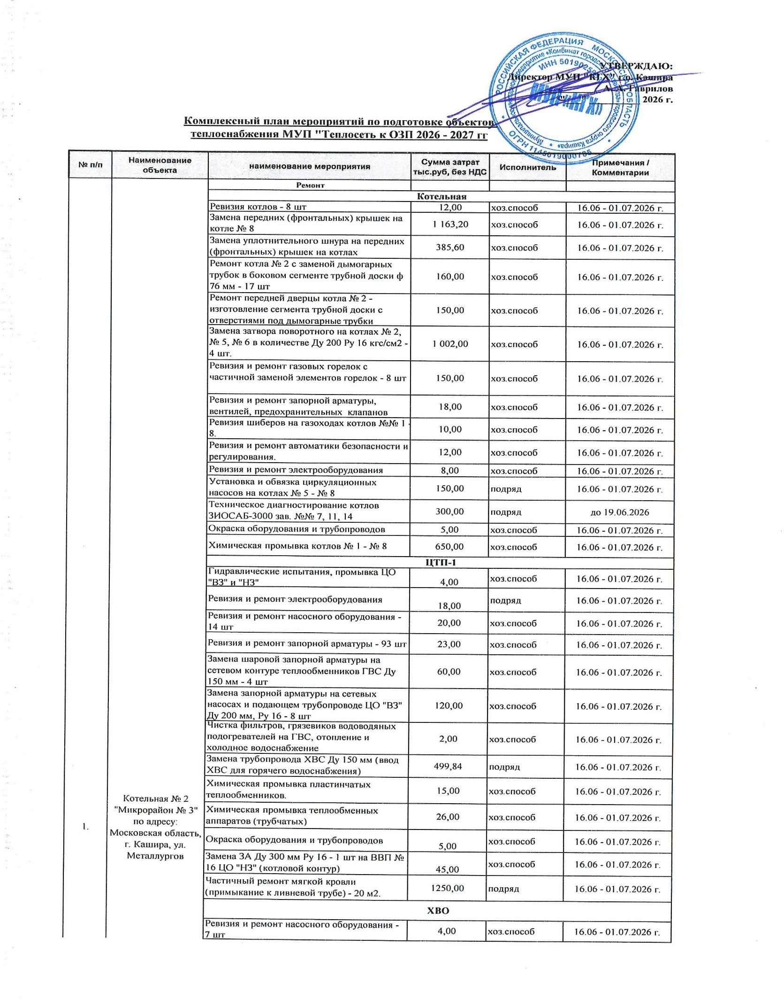 РОССИЙСКАЯ ФЕДЕРАЦИЯ МОСКОВСКАЯ ОБЛАСТЬ
ОГРН 1145019000785
Муниципальное предприятие «Комбинат городского хозяйства» городского округа Кашира
ИНН 501902
МУП «КГХ»
УТВЕРЖДАЮ:
Директор МУП "КГХ" г.о. Кашира
А. А. Гаврилов
"___" __________ 2026 г.
Комплексный план мероприятий по подготовке объектов
теплоснабжения МУП "Теплосеть к ОЗП 2026 - 2027 гг
№ п/п
Наименование
объекта
наименование мероприятия
Сумма затрат
тыс.руб, без НДС
Исполнитель
Примечания /
Комментарии
Ремонт
Котельная
Ревизия котлов - 8 шт 12,00 хоз.способ 16.06 - 01.07.2026 г.
Замена передних (фронтальных) крышек на
котле № 8 1 163,20 хоз.способ 16.06 - 01.07.2026 г.
Замена уплотнительного шнура на передних
(фронтальных) крышек на котлах 385,60 хоз.способ 16.06 - 01.07.2026 г.
Ремонт котла № 2 с заменой дымогарных
трубок в боковом сегменте трубной доски ф 160,00 хоз.способ 16.06 - 01.07.2026 г.
76 мм - 17 шт
Ремонт передней дверцы котла № 2 -
изготовление сегмента трубной доски с 150,00 хоз.способ 16.06 - 01.07.2026 г.
отверстиями под дымогарные трубки
Замена затвора поворотного на котлах № 2,
№ 5, № 6 в количестве Ду 200 Ру 16 кгс/см2 - 1 002,00 хоз.способ 16.06 - 01.07.2026 г.
4 шт.
Ревизия и ремонт газовых горелок с
частичной заменой элементов горелок - 8 шт 150,00 хоз.способ 16.06 - 01.07.2026 г.
Ревизия и ремонт запорной арматуры,
вентилей, предохранительных клапанов 18,00 хоз.способ 16.06 - 01.07.2026 г.
Ревизия шиберов на газоходах котлов №№ 1 -
8. 10,00 хоз.способ 16.06 - 01.07.2026 г.
Ревизия и ремонт автоматики безопасности и
регулирования. 12,00 хоз.способ 16.06 - 01.07.2026 г.
Ревизия и ремонт электрооборудования 8,00 хоз.способ 16.06 - 01.07.2026 г.
Установка и обвязка циркуляционных
насосов на котлах № 5 - № 8 150,00 подряд 16.06 - 01.07.2026 г.
Техническое диагностирование котлов
ЗИОСАБ-3000 зав. №№ 7, 11, 14 300,00 подряд до 19.06.2026
Окраска оборудования и трубопроводов 5,00 хоз.способ 16.06 - 01.07.2026 г.
Химическая промывка котлов № 1 - № 8 650,00 хоз.способ 16.06 - 01.07.2026 г.
ЦТП-1
Гидравлические испытания, промывка ЦО
"ВЗ" и "НЗ" 4,00 хоз.способ 16.06 - 01.07.2026 г.
Ревизия и ремонт электрооборудования 18,00 подряд 16.06 - 01.07.2026 г.
Ревизия и ремонт насосного оборудования -
14 шт 20,00 хоз.способ 16.06 - 01.07.2026 г.
Ревизия и ремонт запорной арматуры - 93 шт 23,00 хоз.способ 16.06 - 01.07.2026 г.
Замена шаровой запорной арматуры на
сетевом контуре теплообменников ГВС Ду 60,00 хоз.способ 16.06 - 01.07.2026 г.
150 мм - 4 шт
Замена запорной арматуры на сетевых
насосах и подающем трубопроводе ЦО "ВЗ" 120,00 хоз.способ 16.06 - 01.07.2026 г.
Ду 200 мм, Ру 16 - 8 шт
Чистка фильтров, грязевиков водоводяных
подогревателей на ГВС, отопление и 2,00 хоз.способ 16.06 - 01.07.2026 г.
холодное водоснабжение
Замена трубопровода ХВС Ду 150 мм (ввод
ХВС для горячего водоснабжения) 499,84 подряд 16.06 - 01.07.2026 г.
Химическая промывка пластинчатых
теплообменников. 15,00 хоз.способ 16.06 - 01.07.2026 г.
Химическая промывка теплообменных
аппаратов (трубчатых) 26,00 хоз.способ 16.06 - 01.07.2026 г.
Окраска оборудования и трубопроводов 5,00 хоз.способ 16.06 - 01.07.2026 г.
Замена ЗА Ду 300 мм Ру 16 - 1 шт на ВВП №
16 ЦО "НЗ" (котловой контур) 45,00 хоз.способ 16.06 - 01.07.2026 г.
Частичный ремонт мягкой кровли
(примыкание к ливневой трубе) - 20 м2. 1250,00 подряд 16.06 - 01.07.2026 г.
ХВО
Ревизия и ремонт насосного оборудования -
7 шт 4,00 хоз.способ 16.06 - 01.07.2026 г.
1.
Котельная № 2
"Микрорайон № 3"
по адресу:
Московская область,
г. Кашира, ул.
Металлургов